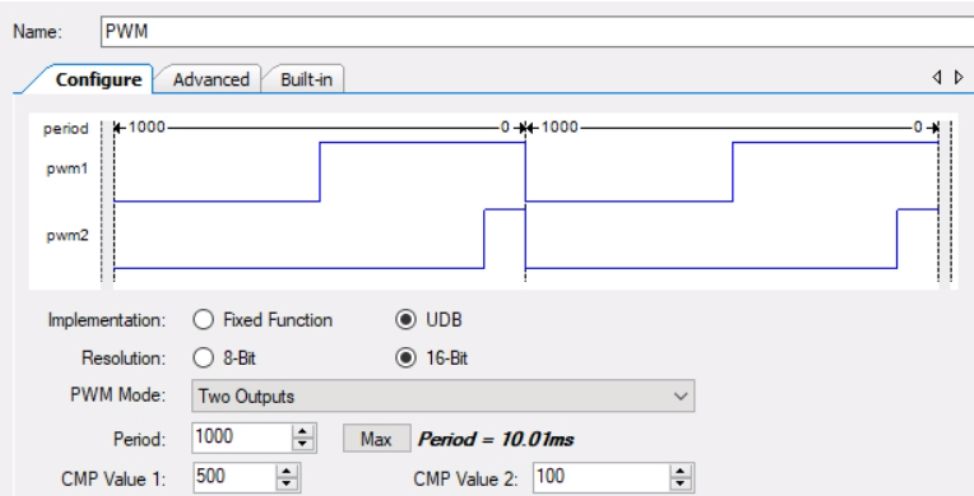 Name: PWM
Configure Advanced Built-in
period 1000 0 1000 0
pwm1
pwm2
Implementation: Fixed Function UDB
Resolution: 8-Bit 16-Bit
PWM Mode: Two Outputs
Period: 1000 Max Period = 10.01ms
CMP Value 1: 500 CMP Value 2: 100